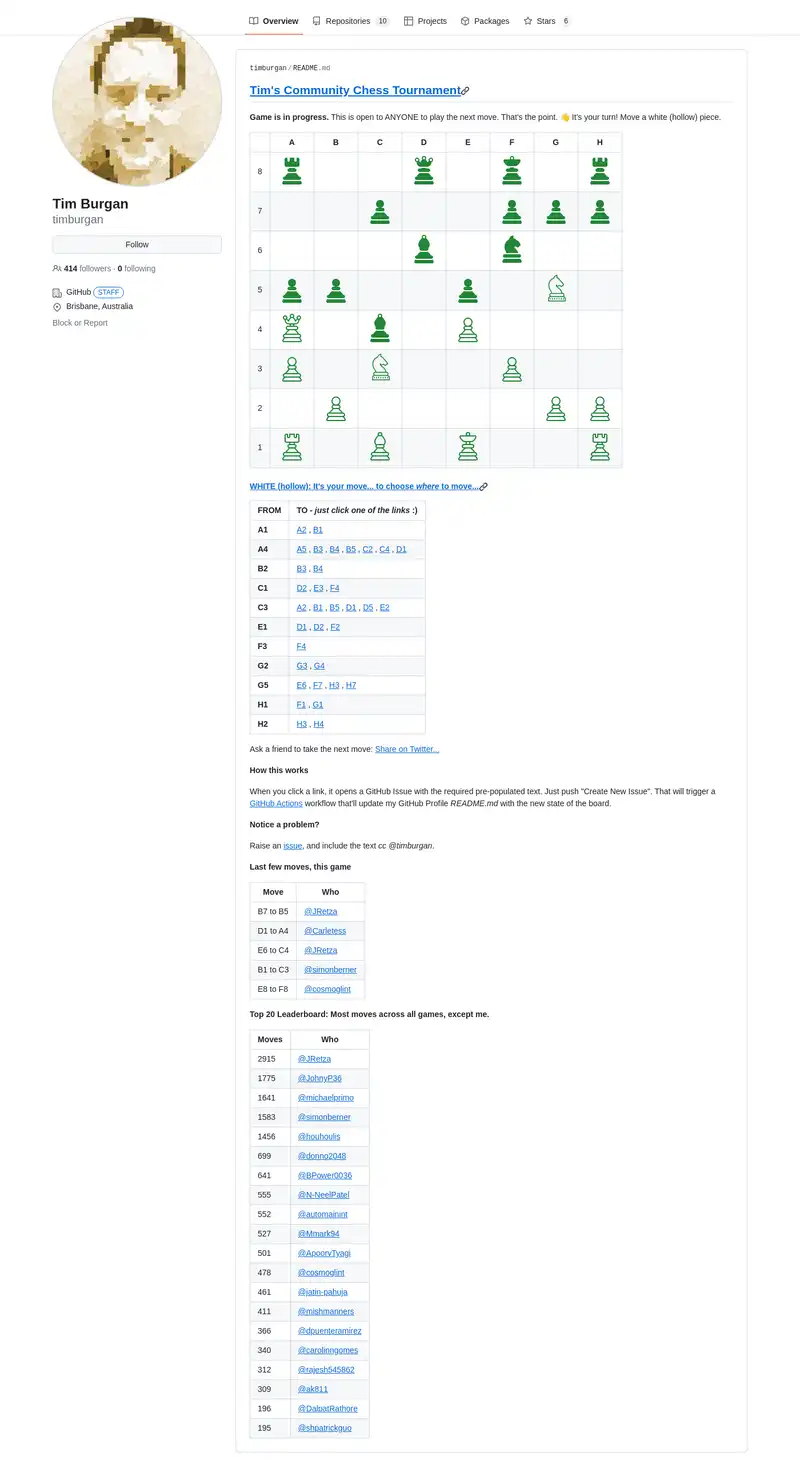 Overview Repositories 10 Projects Packages Stars 6
Tim Burgan
timburgan
Follow
414 followers · 0 following
GitHub STAFF
Brisbane, Australia
Block or Report
timburgan / README.md
Tim's Community Chess Tournament
Game is in progress. This is open to ANYONE to play the next move. That's the point. 👋 It's your turn! Move a white (hollow) piece.
A B C D E F G H
8
7
6
5
4
3
2
1
WHITE (hollow): It's your move... to choose where to move...
FROM TO - just click one of the links :)
A1 A2 , B1
A4 A5 , B3 , B4 , B5 , C2 , C4 , D1
B2 B3 , B4
C1 D2 , E3 , F4
C3 A2 , B1 , B5 , D1 , D5 , E2
E1 D1 , D2 , F2
F3 F4
G2 G3 , G4
G5 E6 , F7 , H3 , H7
H1 F1 , G1
H2 H3 , H4
Ask a friend to take the next move: Share on Twitter...
How this works
When you click a link, it opens a GitHub Issue with the required pre-populated text. Just push "Create New Issue". That will trigger a
GitHub Actions workflow that'll update my GitHub Profile README.md with the new state of the board.
Notice a problem?
Raise an issue, and include the text cc @timburgan.
Last few moves, this game
Move Who
B7 to B5 @JRetza
D1 to A4 @Carletess
E6 to C4 @JRetza
B1 to C3 @simonberner
E8 to F8 @cosmoglint
Top 20 Leaderboard: Most moves across all games, except me.
Moves Who
2915 @JRetza
1775 @JohnyP36
1641 @michaelprimo
1583 @simonberner
1456 @houhoulis
699 @donno2048
641 @BPower0036
555 @N-NeelPatel
552 @automainint
527 @Mmark94
501 @ApoorvTyagi
478 @cosmoglint
461 @jatin-pahuja
411 @mishmanners
366 @dpuenteramirez
340 @carolinngomes
312 @rajesh545862
309 @ak811
196 @DalpatRathore
195 @shpatrickguo